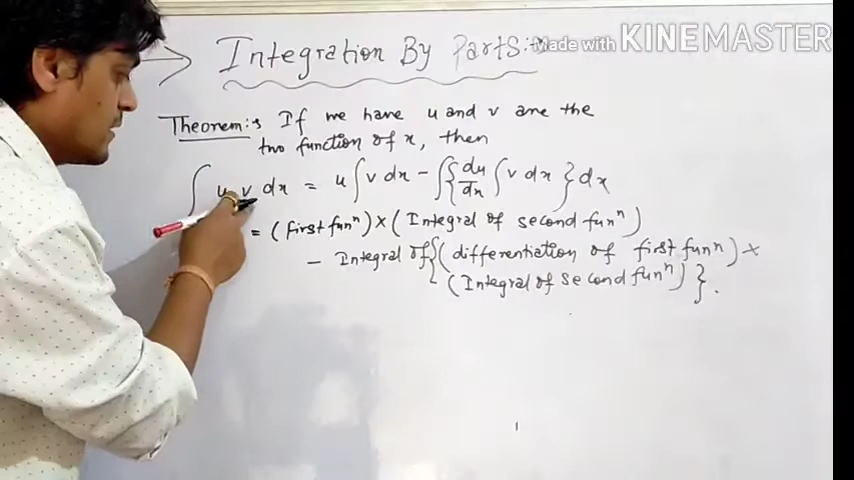 → Integration By Parts:-
Made with KINEMASTER
Theorem:- If we have u and v are the
two function of x, then
∫ u v dx = u ∫ v dx - ∫ { du/dx ∫ v dx } dx
= (first funⁿ) × ( Integral of second funⁿ)
- Integral of { (differentiation of first funⁿ) ×
(Integral of second funⁿ) } .